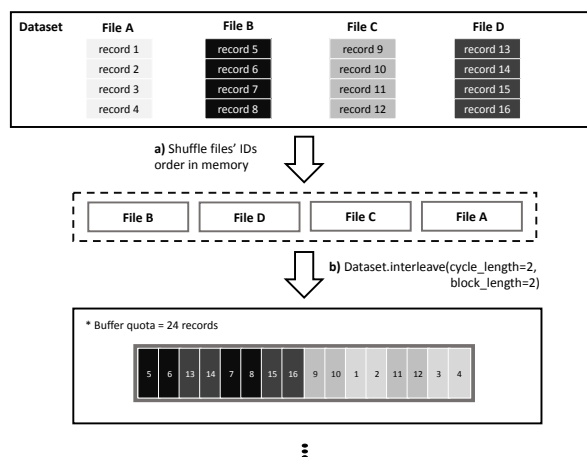 Dataset File A File B File C File D
record 1 record 5 record 9 record 13
record 2 record 6 record 10 record 14
record 3 record 7 record 11 record 15
record 4 record 8 record 12 record 16
a) Shuffle files' IDs
order in memory
File B File D File C File A
b) Dataset.interleave(cycle_length=2,
block_length=2)
* Buffer quota = 24 records
5 6 13 14 7 8 15 16 9 10 1 2 11 12 3 4